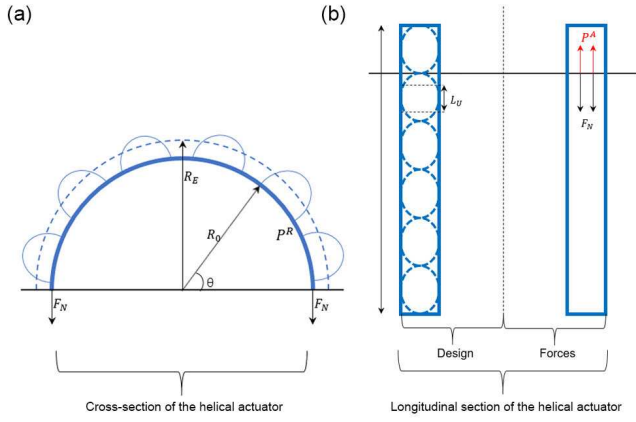 (a)
R_E
R_0
P^R
θ
F_N
F_N
Cross-section of the helical actuator
(b)
P^A
L_U
F_N
Design
Forces
Longitudinal section of the helical actuator